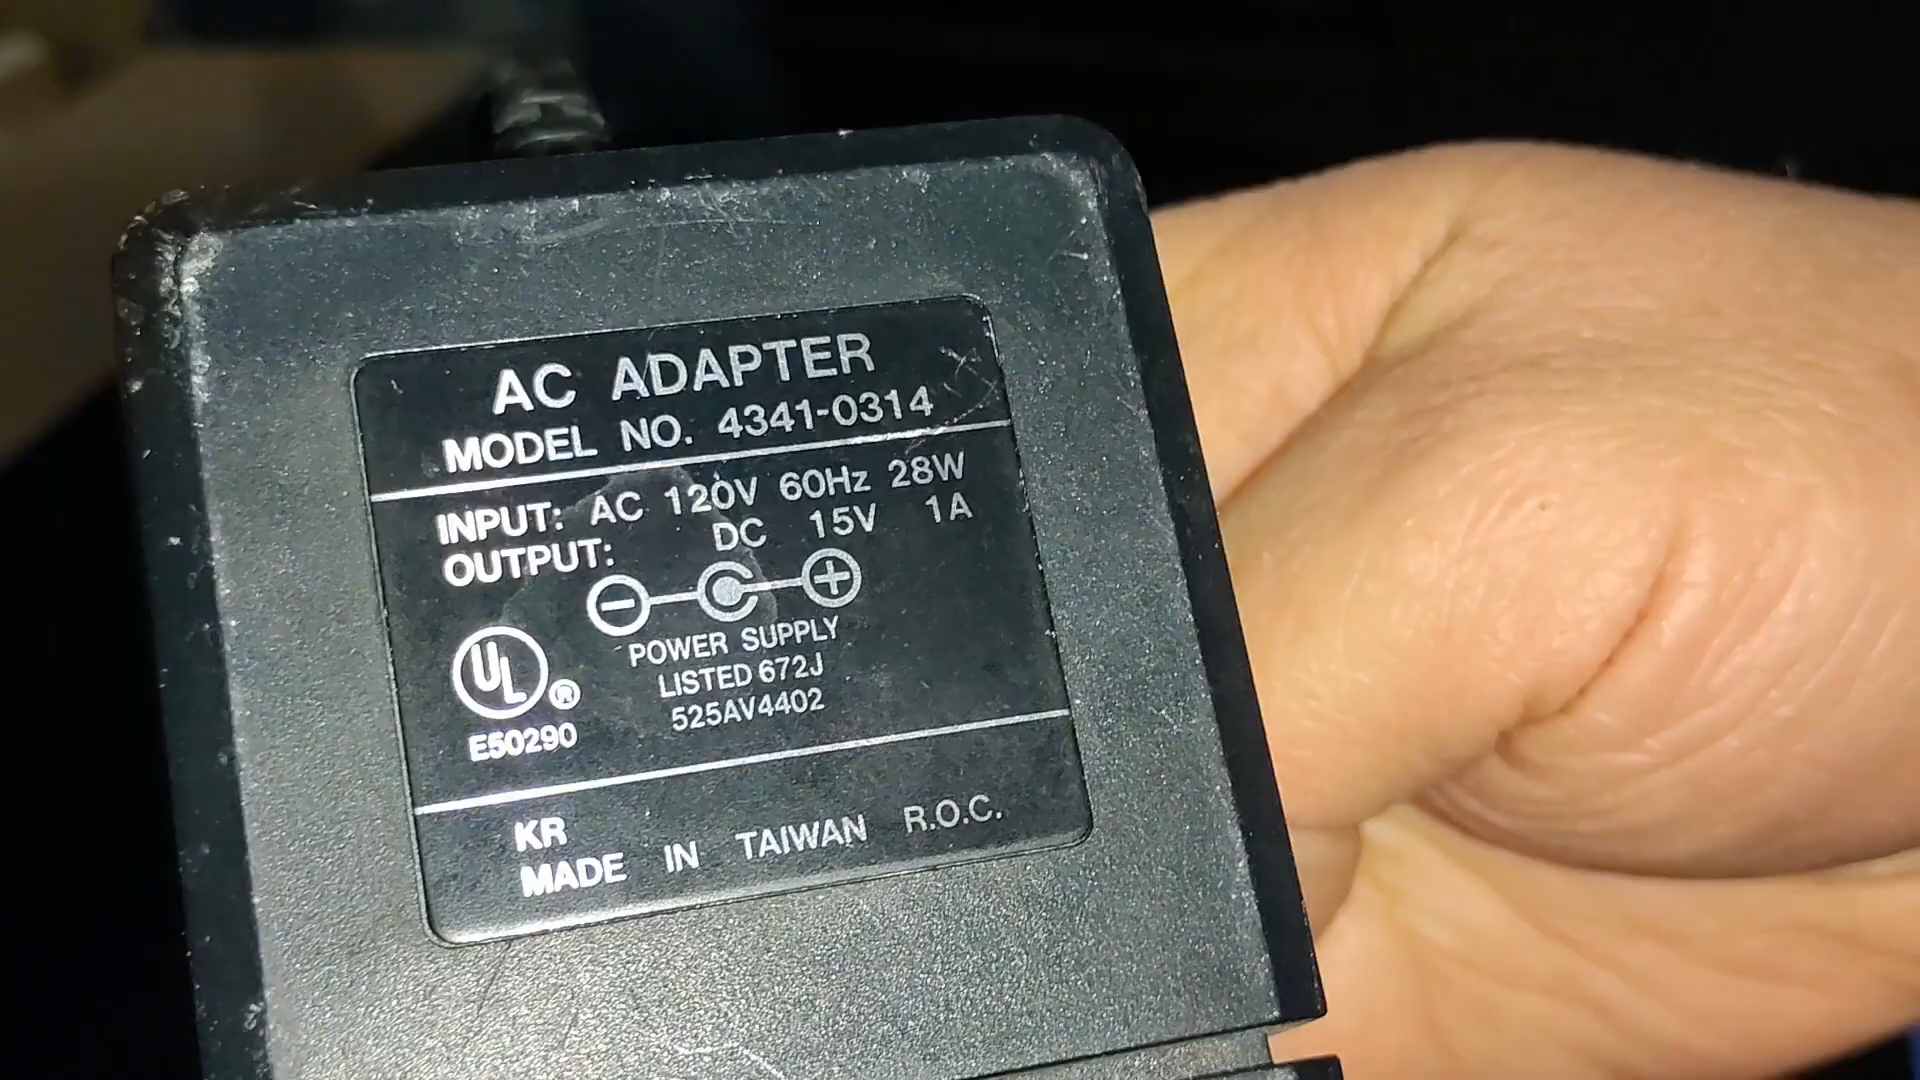 AC ADAPTER
MODEL NO. 4341-0314
INPUT: AC 120V 60Hz 28W
OUTPUT: DC 15V 1A
POWER SUPPLY
LISTED 672J
525AV4402
UL®
E50290
KR
MADE IN TAIWAN R.O.C.